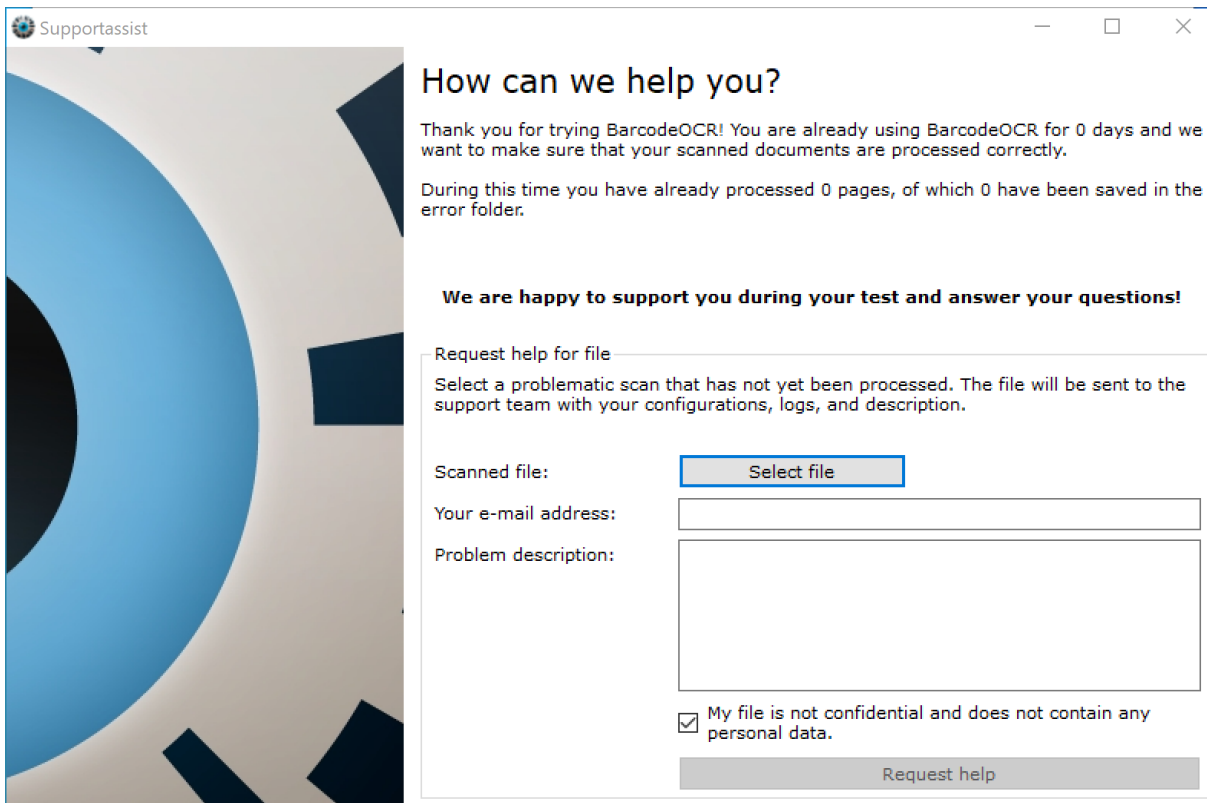 Supportassist
How can we help you?
Thank you for trying BarcodeOCR! You are already using BarcodeOCR for 0 days and we
want to make sure that your scanned documents are processed correctly.
During this time you have already processed 0 pages, of which 0 have been saved in the
error folder.
We are happy to support you during your test and answer your questions!
Request help for file
Select a problematic scan that has not yet been processed. The file will be sent to the
support team with your configurations, logs, and description.
Scanned file:
Select file
Your e-mail address:
Problem description:
My file is not confidential and does not contain any
personal data.
Request help